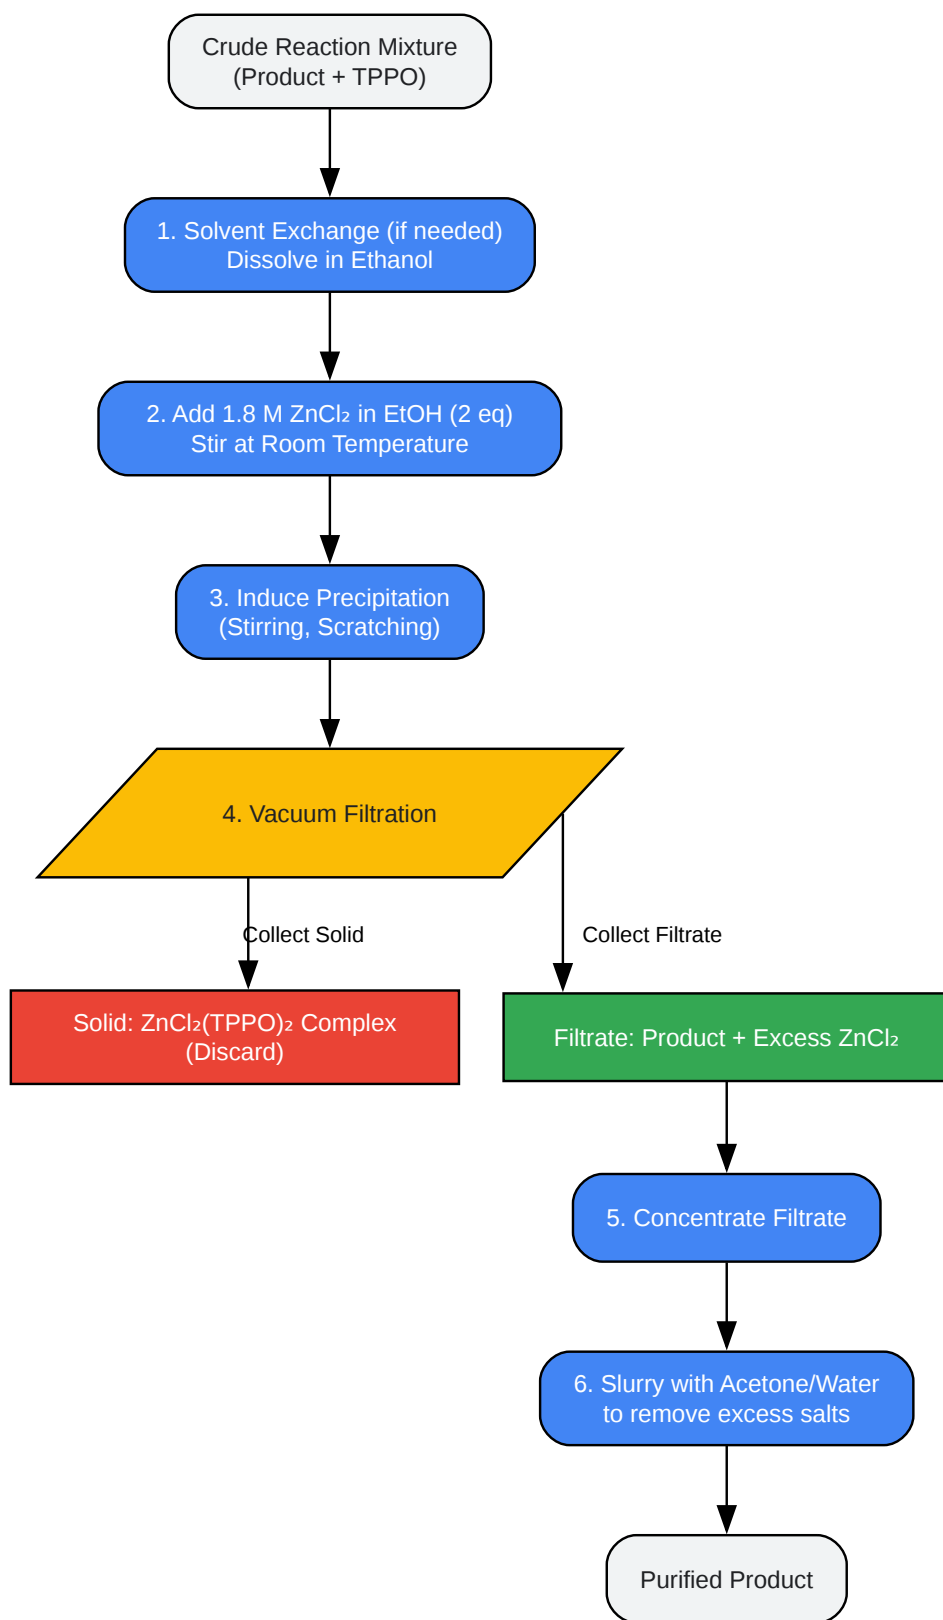 Crude Reaction Mixture
(Product + TPPO)
1. Solvent Exchange (if needed)
Dissolve in Ethanol
2. Add 1.8 M ZnCl₂ in EtOH (2 eq)
Stir at Room Temperature
3. Induce Precipitation
(Stirring, Scratching)
4. Vacuum Filtration
Collect Solid
Collect Filtrate
Solid: ZnCl₂(TPPO)₂ Complex
(Discard)
Filtrate: Product + Excess ZnCl₂
5. Concentrate Filtrate
6. Slurry with Acetone/Water
to remove excess salts
Purified Product